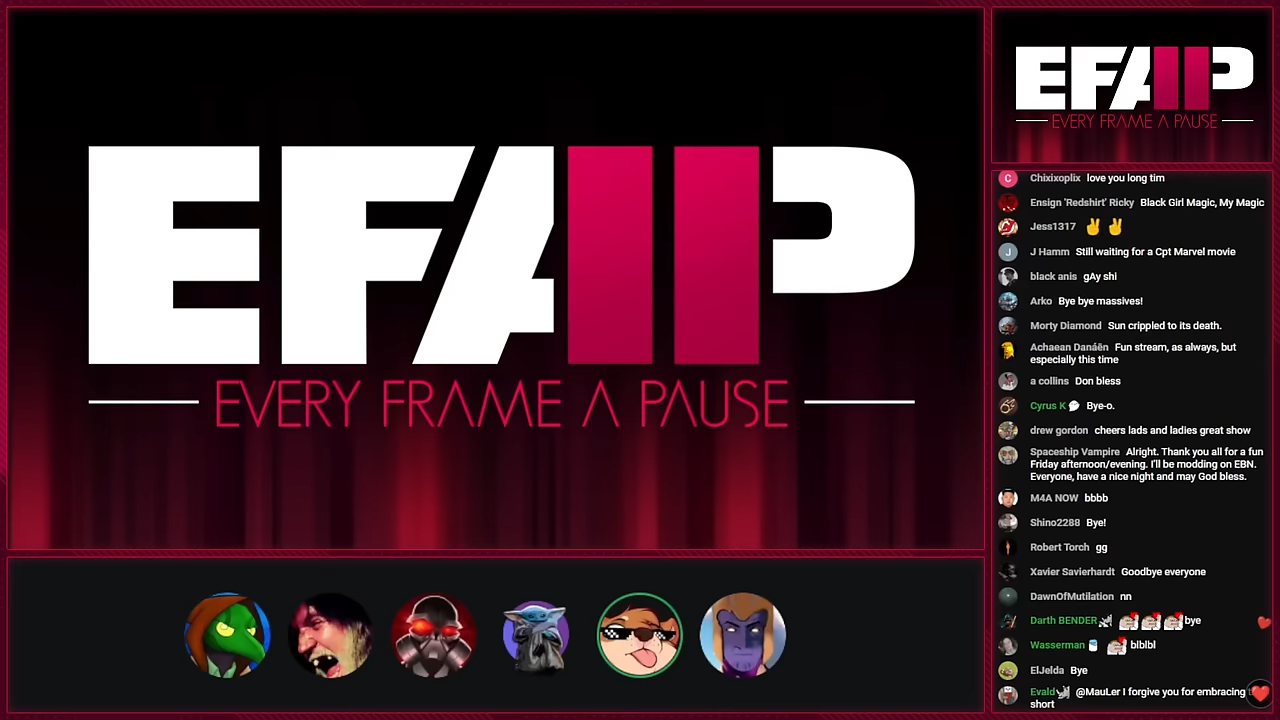 EFAP
EVERY FRAME A PAUSE
EFAP
EVERY FRAME A PAUSE
C Chixixoplix love you long tim
Ensign 'Redshirt' Ricky Black Girl Magic, My Magic
Jess1317 ✌️ ✌️
J J Hamm Still waiting for a Cpt Marvel movie
black anis gAy shi
Arko Bye bye massives!
Morty Diamond Sun crippled to its death.
Achaean Danáên Fun stream, as always, but
especially this time
a collins Don bless
Cyrus K Bye-o.
drew gordon cheers lads and ladies great show
Spaceship Vampire Alright. Thank you all for a fun
Friday afternoon/evening. I'll be modding on EBN.
Everyone, have a nice night and may God bless.
M4A NOW bbbb
Shino2288 Bye!
Robert Torch gg
Xavier Savierhardt Goodbye everyone
DawnOfMutilation nn
Darth BENDER bye
Wasserman blblbl
ElJelda Bye
Evald @MauLer I forgive you for embracing
short